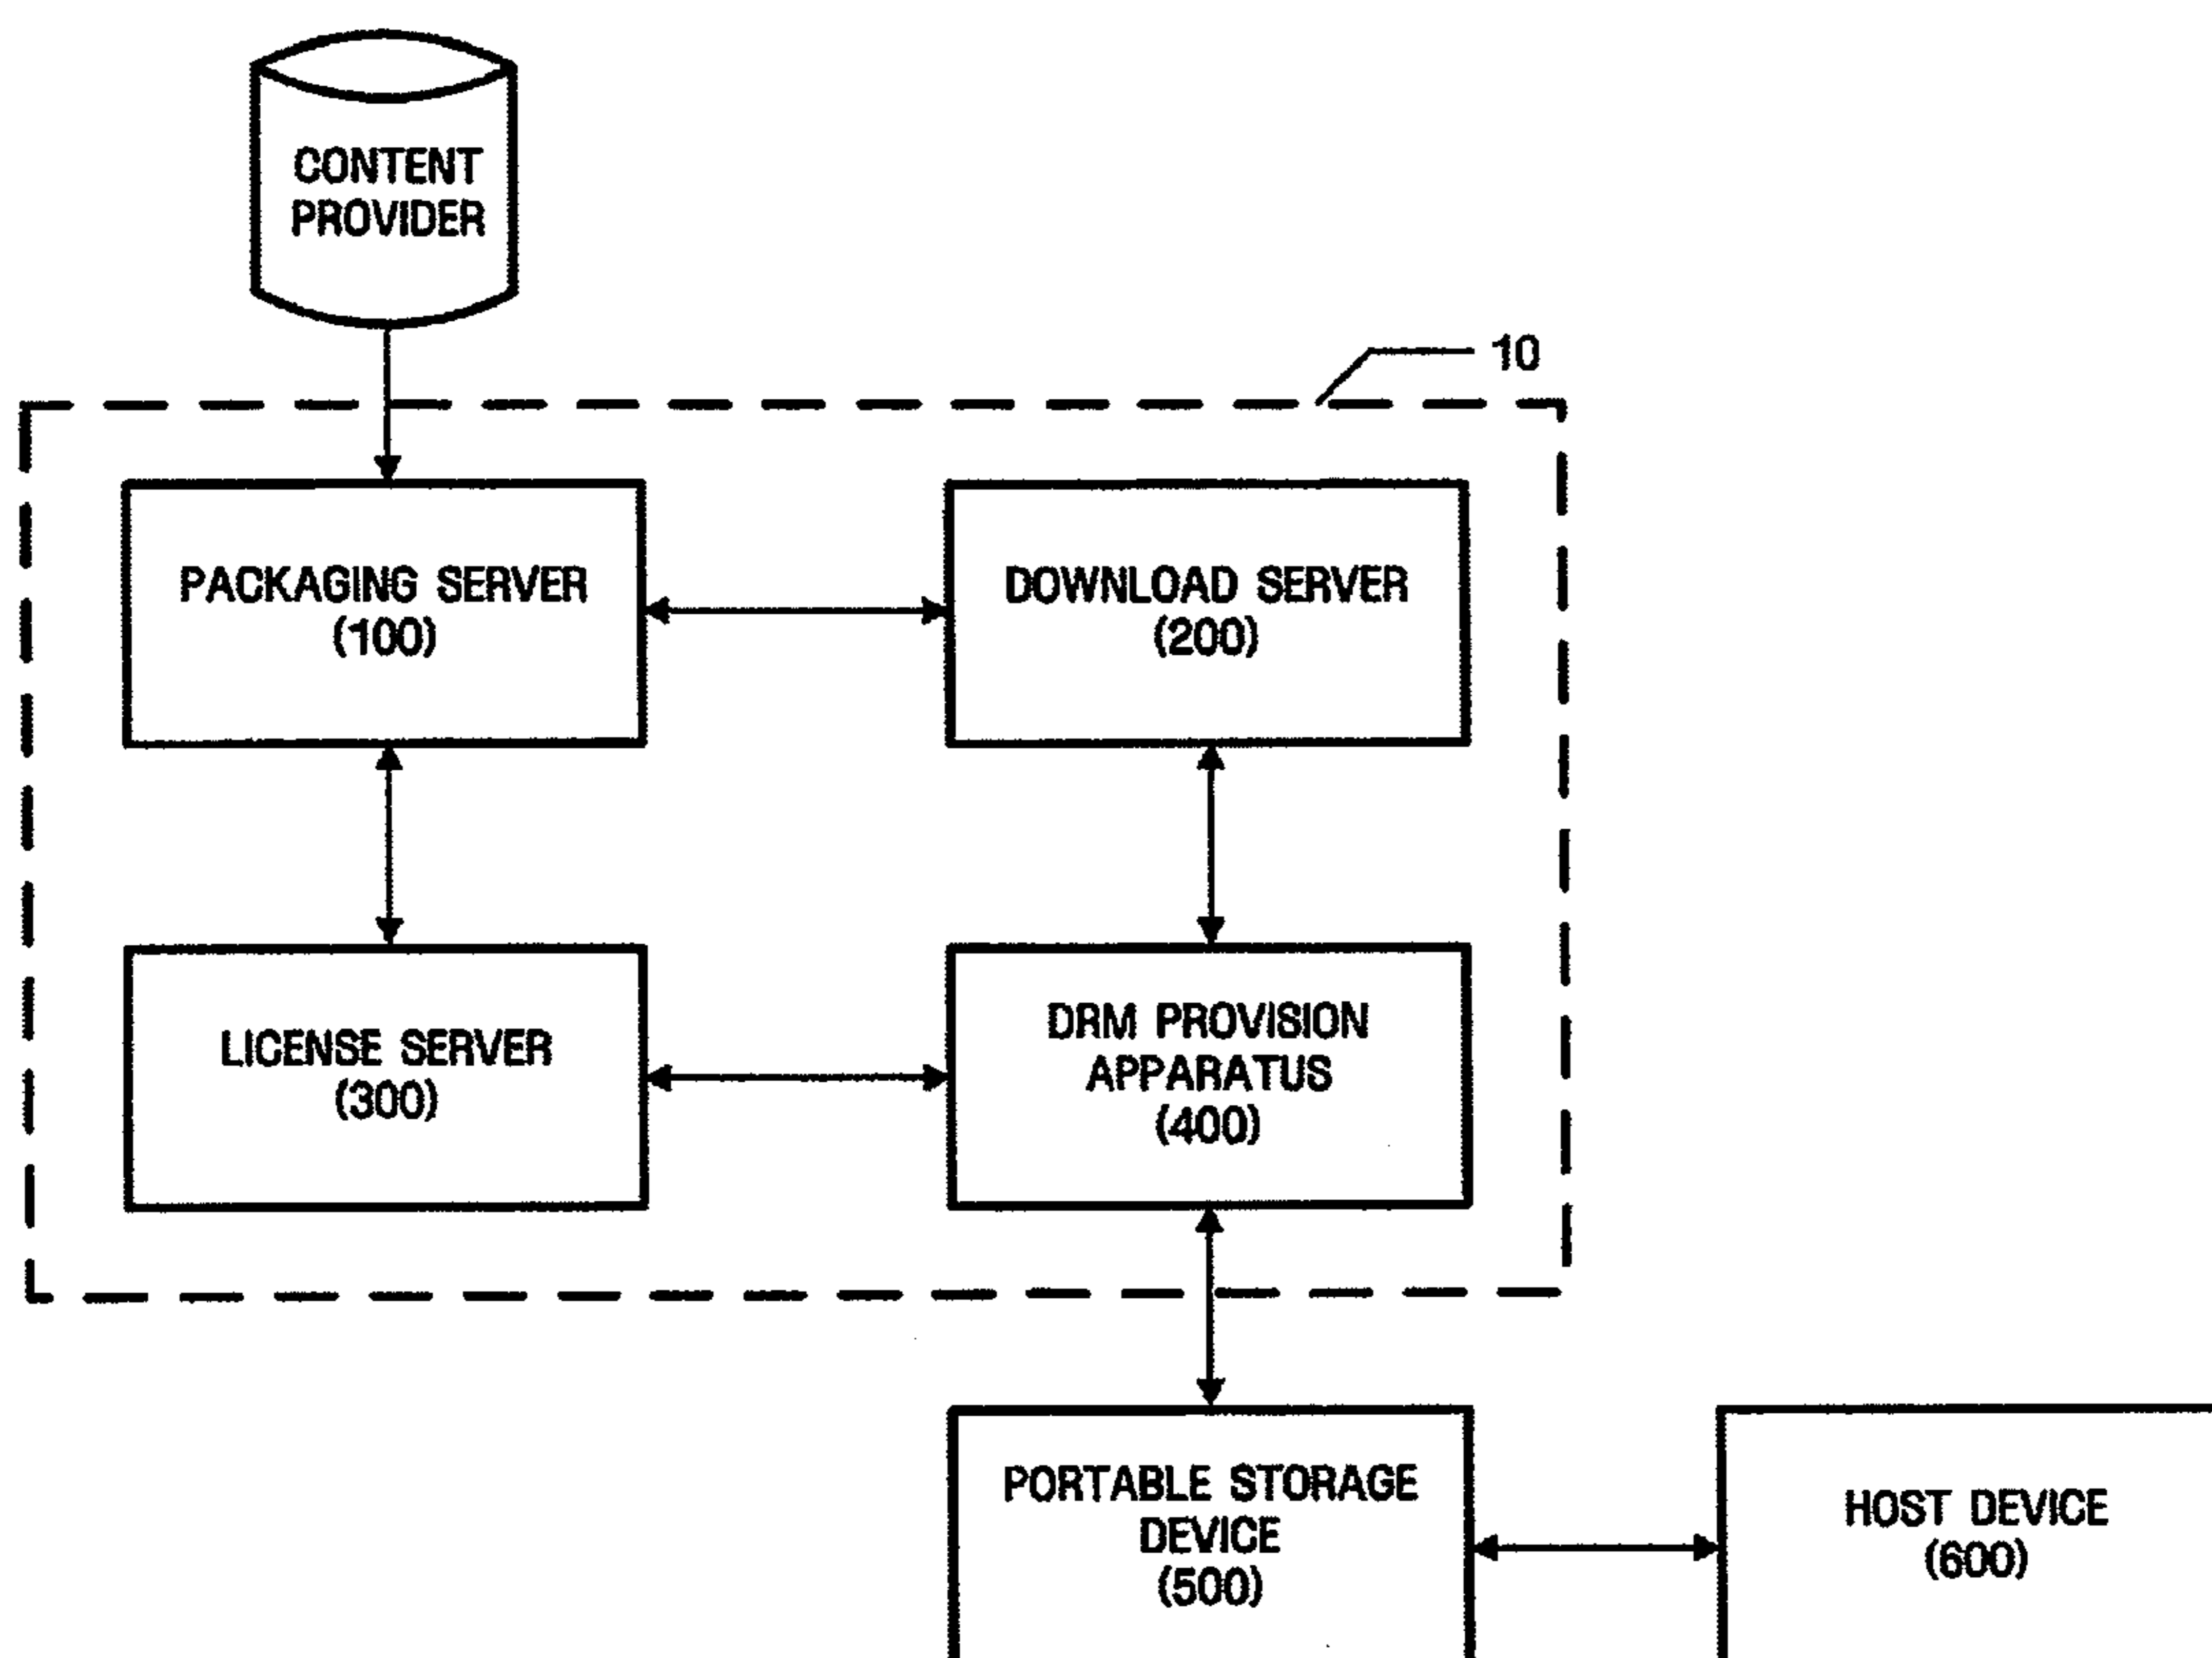 CONTENT
PROVIDER
10
PACKAGING SERVER
(100)
DOWNLOAD SERVER
(200)
LICENSE SERVER
(300)
DRM PROVISION
APPARATUS
(400)
PORTABLE STORAGE
DEVICE
(500)
HOST DEVICE
(600)